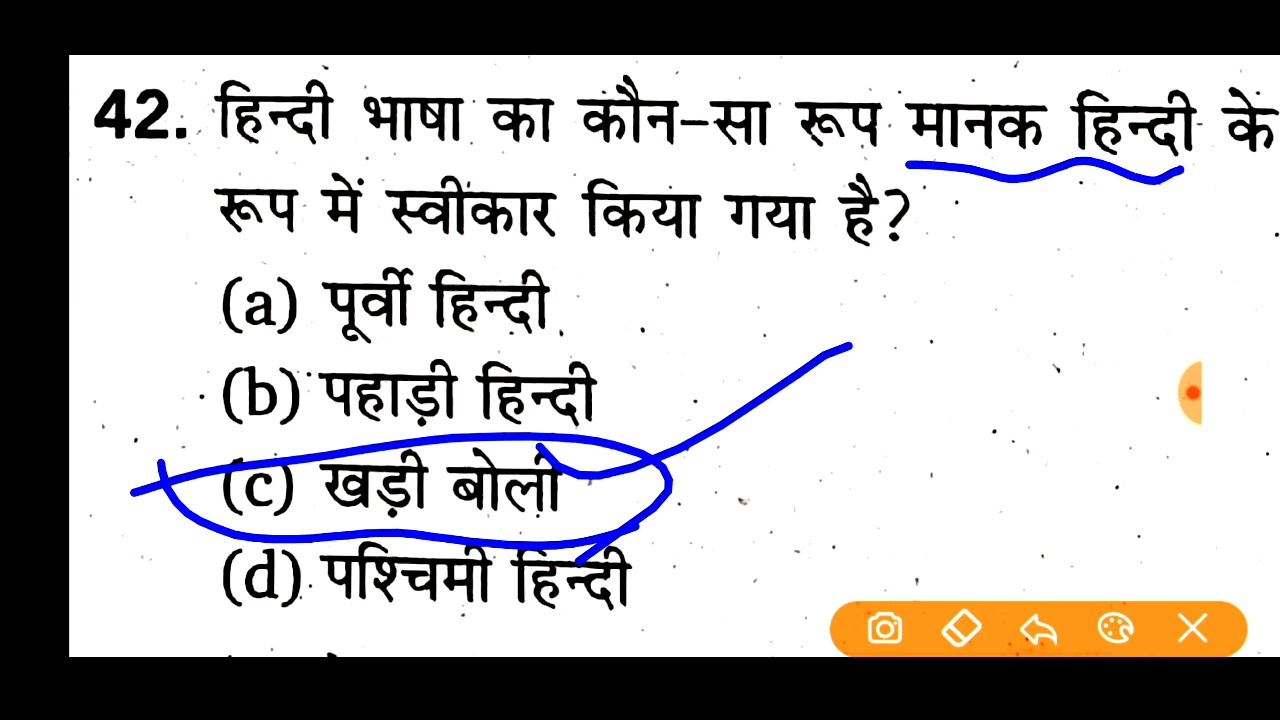 42. हिन्दी भाषा का कौन-सा रूप मानक हिन्दी के
रूप में स्वीकार किया गया है?
(a) पूर्वी हिन्दी
(b) पहाड़ी हिन्दी
(c) खड़ी बोली
(d) पश्चिमी हिन्दी